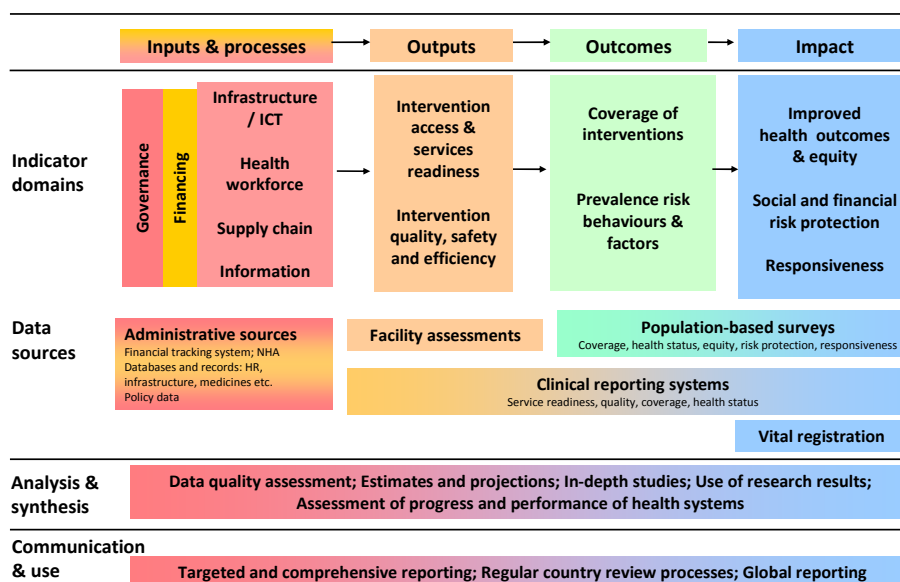 Inputs & processes
Outputs
Outcomes
Impact
Indicator
domains
Governance
Financing
Infrastructure
/ ICT
Health
workforce
Supply chain
Information
Intervention
access &
services
readiness
Intervention
quality, safety
and efficiency
Coverage of
interventions
Prevalence risk
behaviours &
factors
Improved
health outcomes
& equity
Social and financial
risk protection
Responsiveness
Data
sources
Administrative sources
Financial tracking system; NHA
Databases and records: HR,
infrastructure, medicines etc.
Policy data
Facility assessments
Population-based surveys
Coverage, health status, equity, risk protection, responsiveness
Clinical reporting systems
Service readiness, quality, coverage, health status
Vital registration
Analysis &
synthesis
Data quality assessment; Estimates and projections; In-depth studies; Use of research results;
Assessment of progress and performance of health systems
Communication
& use
Targeted and comprehensive reporting; Regular country review processes; Global reporting